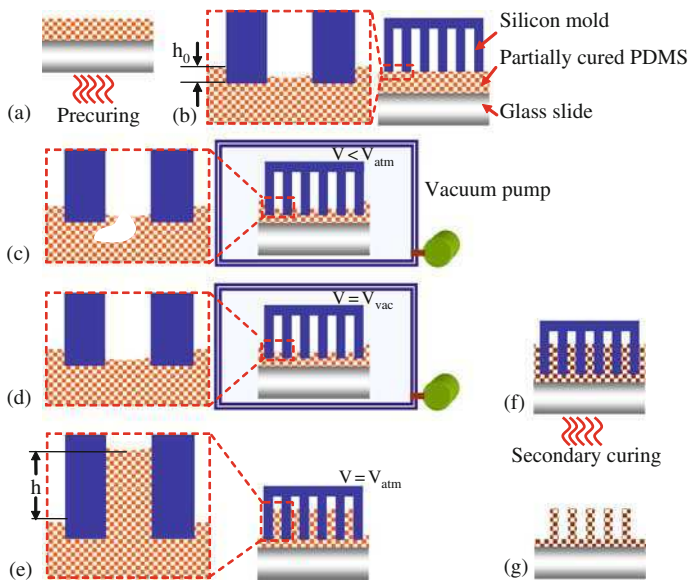 (a)
Precuring
h0
(b)
Silicon mold
Partially cured PDMS
Glass slide
(c)
V < Vatm
Vacuum pump
(d)
V = Vvac
h
(e)
V = Vatm
(f)
Secondary curing
(g)